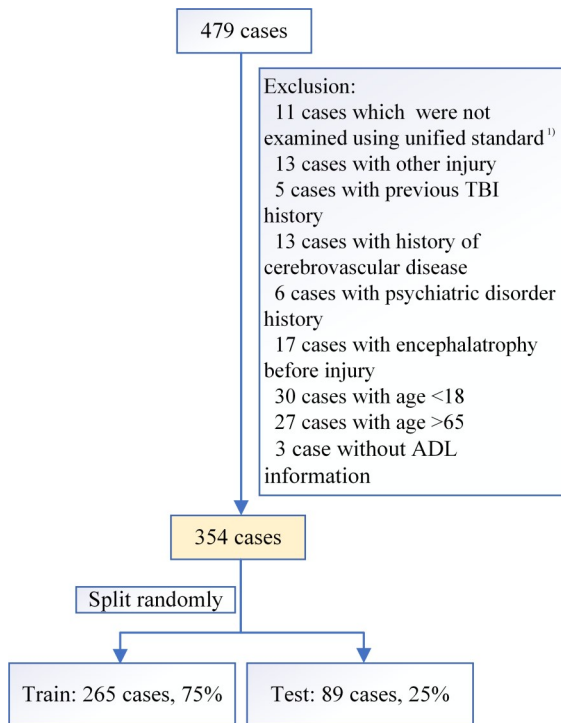 479 cases
Exclusion:
11 cases which were not
examined using unified standard 1)
13 cases with other injury
5 cases with previous TBI
history
13 cases with history of
cerebrovascular disease
6 cases with psychiatric disorder
history
17 cases with encephalatrophy
before injury
30 cases with age <18
27 cases with age >65
3 case without ADL
information
354 cases
Split randomly
Train: 265 cases, 75%
Test: 89 cases, 25%